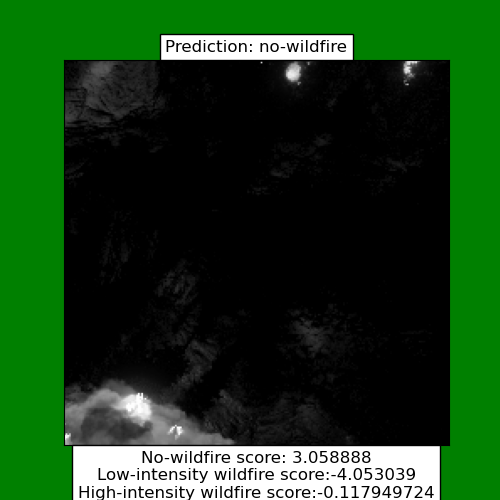 Prediction: no-wildfire
No-wildfire score: 3.058888
Low-intensity wildfire score:-4.053039
High-intensity wildfire score:-0.117949724